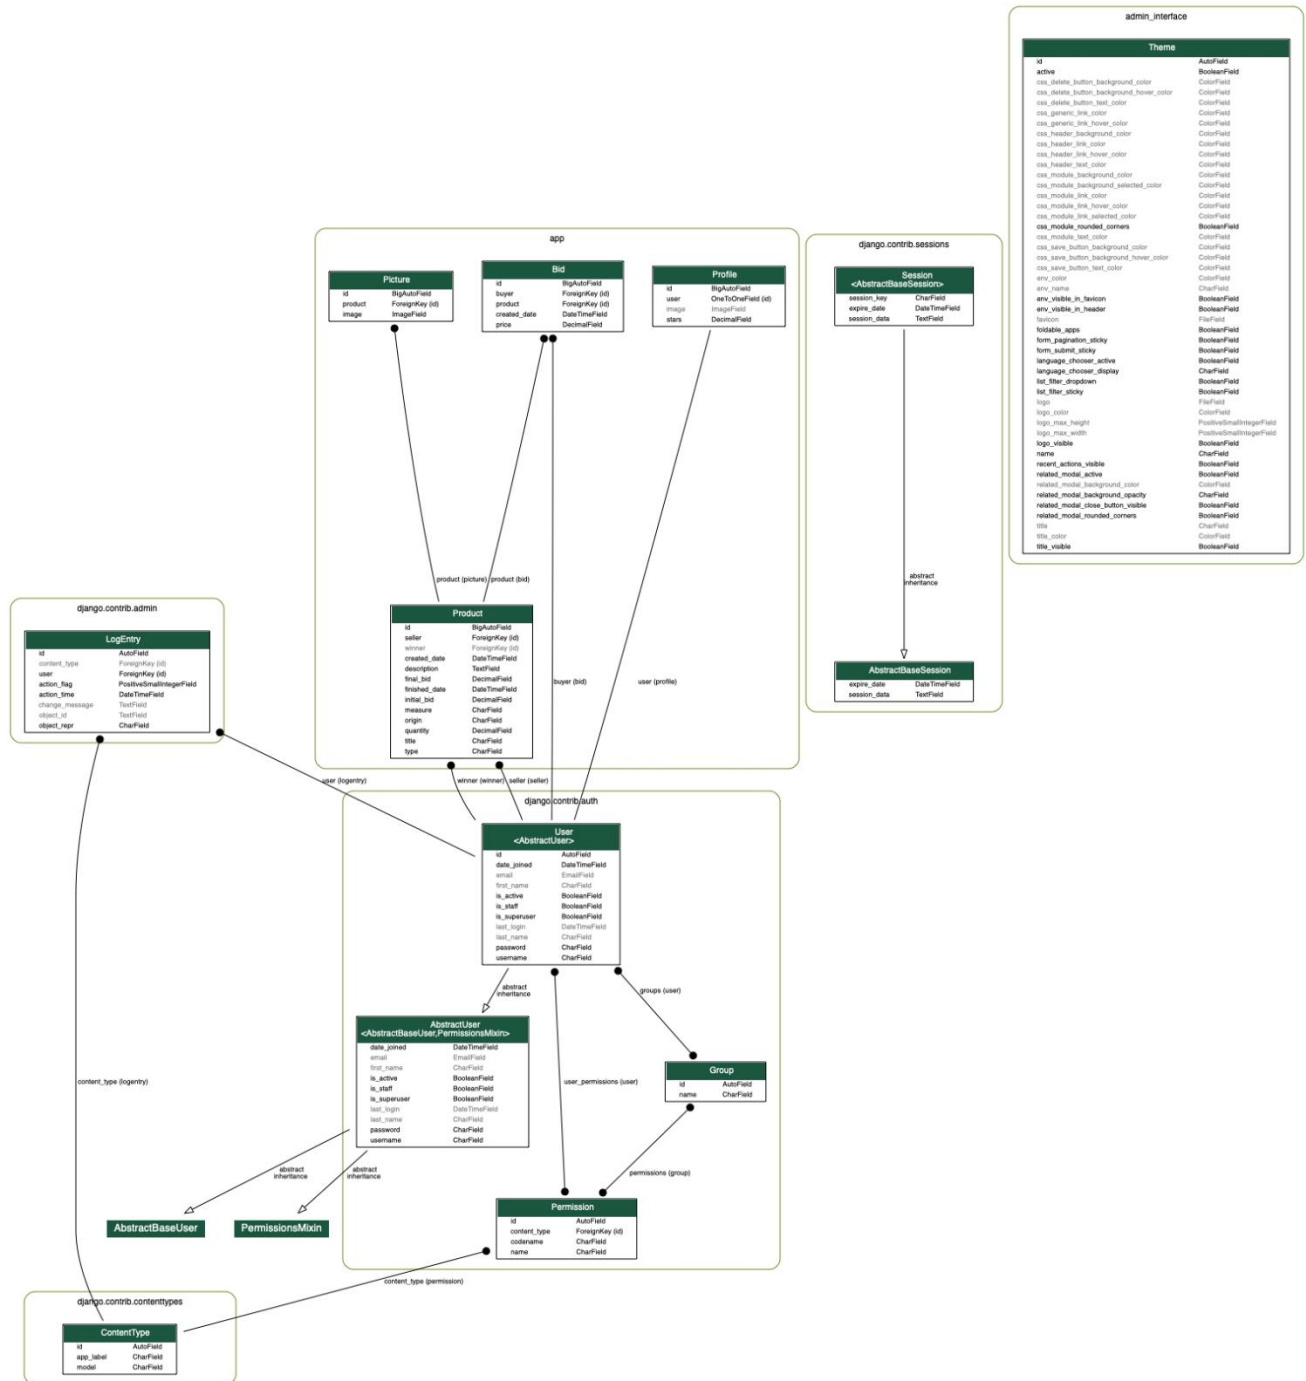 admin_interface
Theme
id AutoField
active BooleanField
css_delete_button_background_color ColorField
css_delete_button_background_hover_color ColorField
css_delete_button_text_color ColorField
css_generic_link_color ColorField
css_generic_link_hover_color ColorField
css_header_background_color ColorField
css_header_link_color ColorField
css_header_link_hover_color ColorField
css_header_text_color ColorField
css_module_background_color ColorField
css_module_background_selected_color ColorField
css_module_link_color ColorField
css_module_link_hover_color ColorField
css_module_link_selected_color ColorField
css_module_rounded_corners BooleanField
css_module_text_color ColorField
css_save_button_background_color ColorField
css_save_button_background_hover_color ColorField
css_save_button_text_color ColorField
env_color ColorField
env_name CharField
env_visible_in_favicon BooleanField
env_visible_in_header BooleanField
favicon FileField
foldable_apps BooleanField
form_pagination_sticky BooleanField
form_submit_sticky BooleanField
language_chooser_active BooleanField
language_chooser_display CharField
list_filter_dropdown BooleanField
list_filter_sticky BooleanField
logo FileField
logo_color ColorField
logo_max_height PositiveSmallIntegerField
logo_max_width PositiveSmallIntegerField
logo_visible BooleanField
name CharField
recent_actions_visible BooleanField
related_modal_active BooleanField
related_modal_background_color ColorField
related_modal_background_opacity CharField
related_modal_close_button_visible BooleanField
related_modal_rounded_corners BooleanField
title CharField
title_color ColorField
title_visible BooleanField
app
Picture
id BigAutoField
product ForeignKey (id)
image ImageField
Bid
id BigAutoField
buyer ForeignKey (id)
product ForeignKey (id)
created_date DateTimeField
price DecimalField
Profile
id BigAutoField
user OneToOneField (id)
image ImageField
stars DecimalField
django.contrib.sessions
Session
<AbstractBaseSession>
session_key CharField
expire_date DateTimeField
session_data TextField
abstract
inheritance
AbstractBaseSession
expire_date DateTimeField
session_data TextField
product (picture)
product (bid)
Product
id BigAutoField
seller ForeignKey (id)
winner ForeignKey (id)
created_date DateTimeField
description TextField
final_bid DecimalField
finished_date DateTimeField
initial_bid DecimalField
measure CharField
origin CharField
quantity DecimalField
title CharField
type CharField
buyer (bid)
user (profile)
django.contrib.admin
LogEntry
id AutoField
content_type ForeignKey (id)
user ForeignKey (id)
action_flag PositiveSmallIntegerField
action_time DateTimeField
change_message TextField
object_id TextField
object_repr CharField
user (logentry)
winner (winner)
seller (seller)
django.contrib.auth
User
<AbstractUser>
id AutoField
date_joined DateTimeField
email EmailField
first_name CharField
is_active BooleanField
is_staff BooleanField
is_superuser BooleanField
last_login DateTimeField
last_name CharField
password CharField
username CharField
abstract
inheritance
groups (user)
AbstractUser
<AbstractBaseUser,PermissionsMixin>
date_joined DateTimeField
email EmailField
first_name CharField
is_active BooleanField
is_staff BooleanField
is_superuser BooleanField
last_login DateTimeField
last_name CharField
password CharField
username CharField
user_permissions (user)
Group
id AutoField
name CharField
content_type (logentry)
abstract
inheritance
abstract
inheritance
permissions (group)
AbstractBaseUser
PermissionsMixin
Permission
id AutoField
content_type ForeignKey (id)
codename CharField
name CharField
content_type (permission)
django.contrib.contenttypes
ContentType
id AutoField
app_label CharField
model CharField